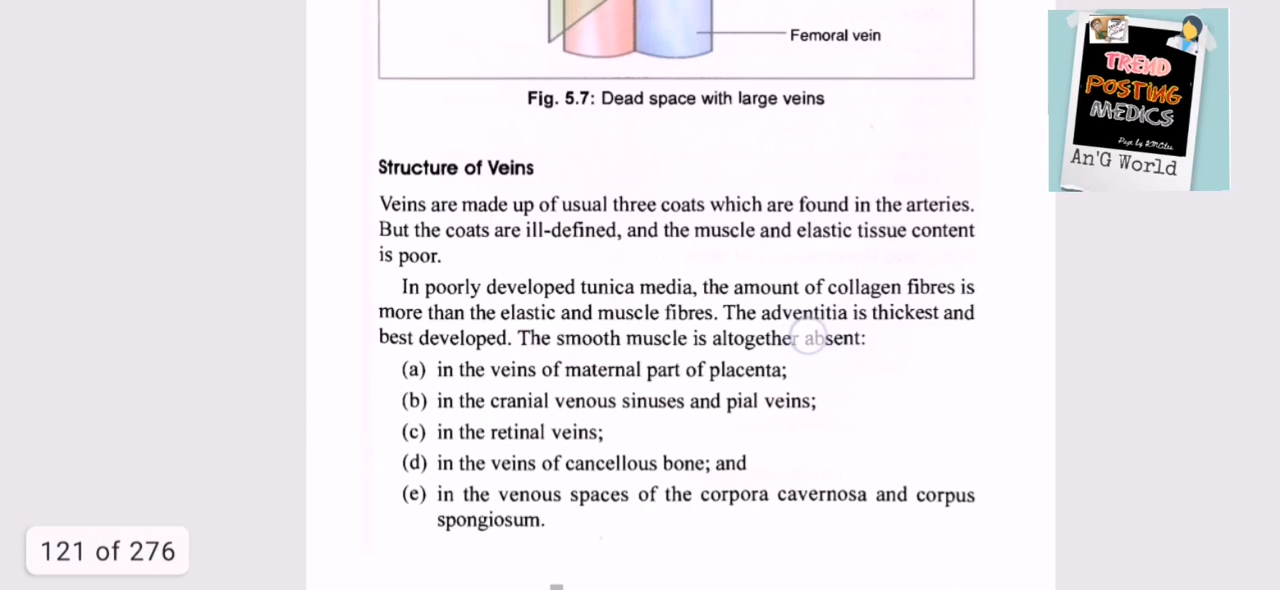 Femoral vein
Fig. 5.7: Dead space with large veins
Structure of Veins
Veins are made up of usual three coats which are found in the arteries.
But the coats are ill-defined, and the muscle and elastic tissue content
is poor.
In poorly developed tunica media, the amount of collagen fibres is
more than the elastic and muscle fibres. The adventitia is thickest and
best developed. The smooth muscle is altogether absent:
(a) in the veins of maternal part of placenta;
(b) in the cranial venous sinuses and pial veins;
(c) in the retinal veins;
(d) in the veins of cancellous bone; and
(e) in the venous spaces of the corpora cavernosa and corpus
spongiosum.
121 of 276
TREND
POSTING
MEDICS
Page by
An'G World